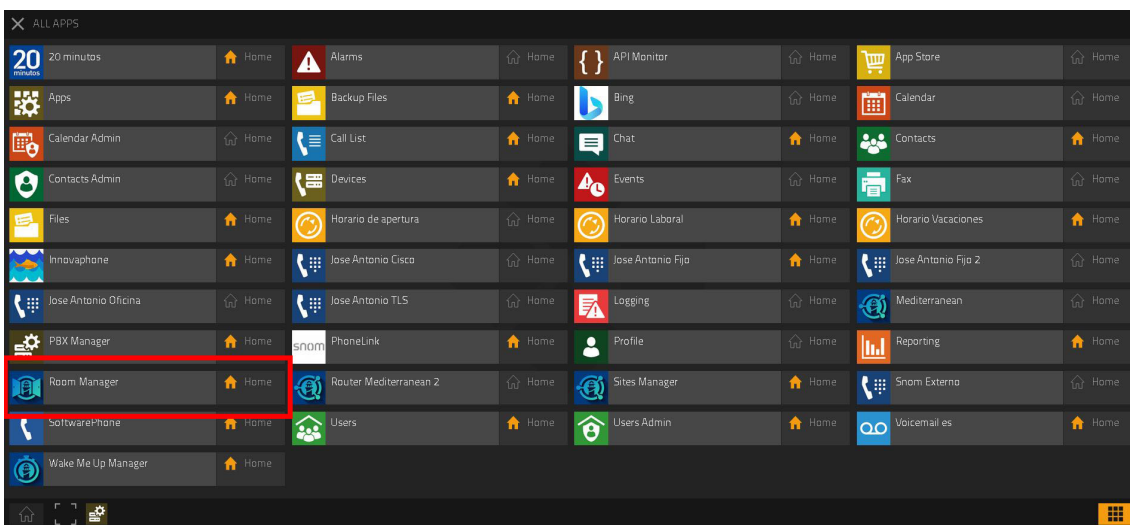 ALL APPS
20 minutos
20 minutos Home
Alarms Home
{ } API Monitor Home
App Store Home
Apps Home
Backup Files Home
Bing Home
Calendar Home
Calendar Admin Home
Call List Home
Chat Home
Contacts Home
Contacts Admin Home
Devices Home
Events Home
Fax Home
Files Home
Horario de apertura Home
Horario Laboral Home
Horario Vacaciones Home
Innovaphone Home
Jose Antonio Cisco Home
Jose Antonio Fijo Home
Jose Antonio Fijo 2 Home
Jose Antonio Oficina Home
Jose Antonio TLS Home
Logging Home
Mediterranean Home
PBX Manager Home
snom PhoneLink Home
Profile Home
Reporting Home
Room Manager Home
Router Mediterranean 2 Home
Sites Manager Home
Snom Externo Home
SoftwarePhone Home
Users Home
Users Admin Home
Voicemail es Home
Wake Me Up Manager Home